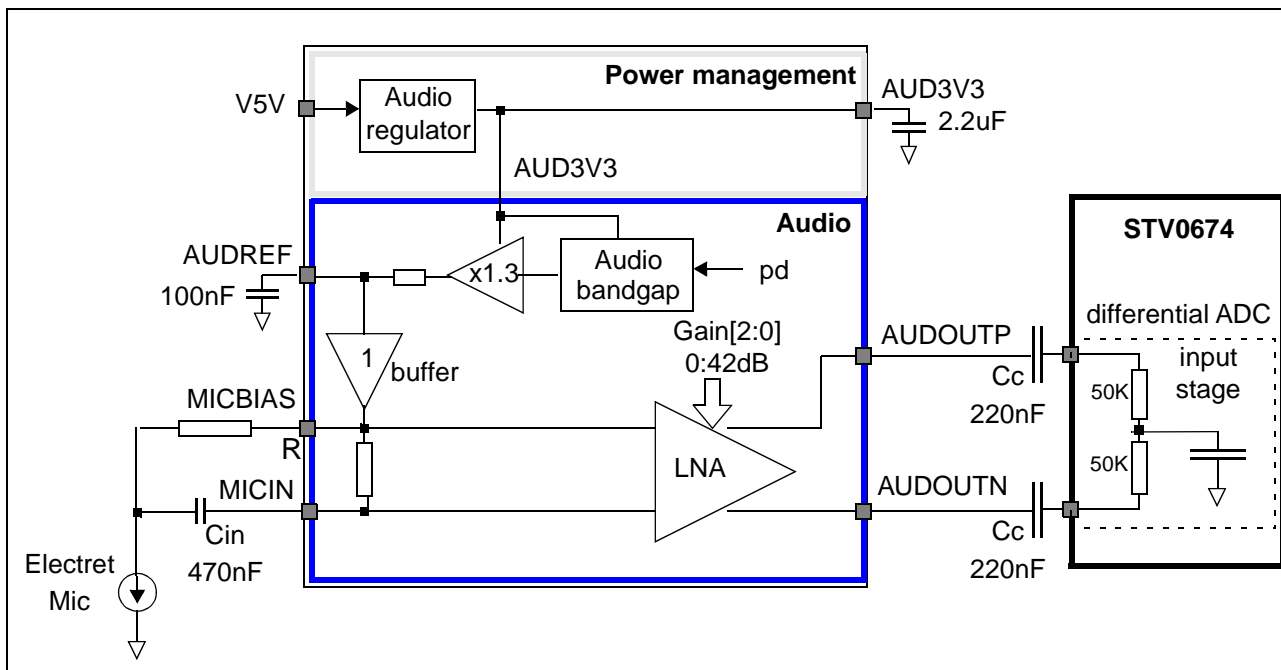 Power management
V5V
Audio
regulator
AUD3V3
2.2uF
AUD3V3
Audio
STV0674
AUDREF
100nF
x1.3
Audio
bandgap
pd
differential ADC
Gain[2:0]
0:42dB
AUDOUTP
input
stage
1
buffer
Cc
220nF
50K
MICBIAS
R
LNA
50K
MICIN
AUDOUTN
Cin
470nF
Cc
220nF
Electret
Mic